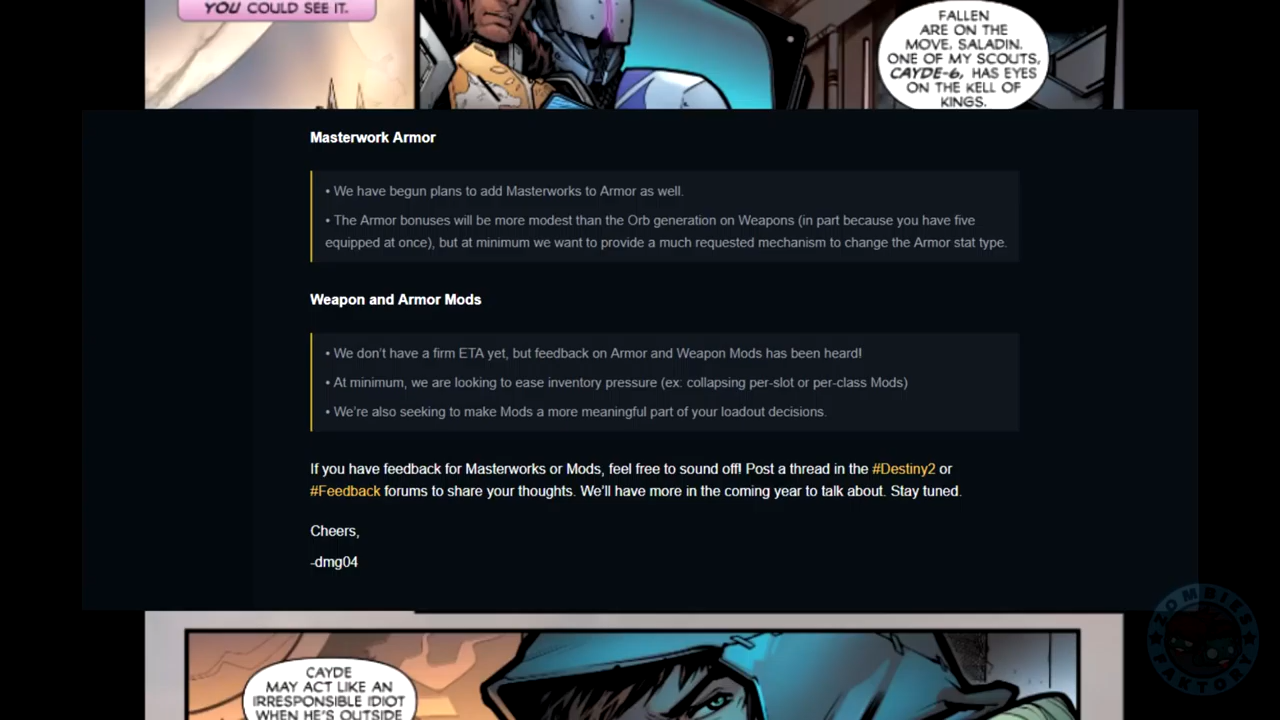 YOU COULD SEE IT.
FALLEN
ARE ON THE
MOVE, SALADIN.
ONE OF MY SCOUTS,
CAYDE-6, HAS EYES
ON THE KELL OF
KINGS.
Masterwork Armor
• We have begun plans to add Masterworks to Armor as well.
• The Armor bonuses will be more modest than the Orb generation on Weapons (in part because you have five
equipped at once), but at minimum we want to provide a much requested mechanism to change the Armor stat type.
Weapon and Armor Mods
• We don't have a firm ETA yet, but feedback on Armor and Weapon Mods has been heard!
• At minimum, we are looking to ease inventory pressure (ex: collapsing per-slot or per-class Mods)
• We're also seeking to make Mods a more meaningful part of your loadout decisions.
If you have feedback for Masterworks or Mods, feel free to sound off! Post a thread in the #Destiny2 or
#Feedback forums to share your thoughts. We'll have more in the coming year to talk about. Stay tuned.
Cheers,
-dmg04
ZOMBIES
FAKTORY
CAYDE
MAY ACT LIKE AN
IRRESPONSIBLE IDIOT
WHEN HE'S OUTSIDE